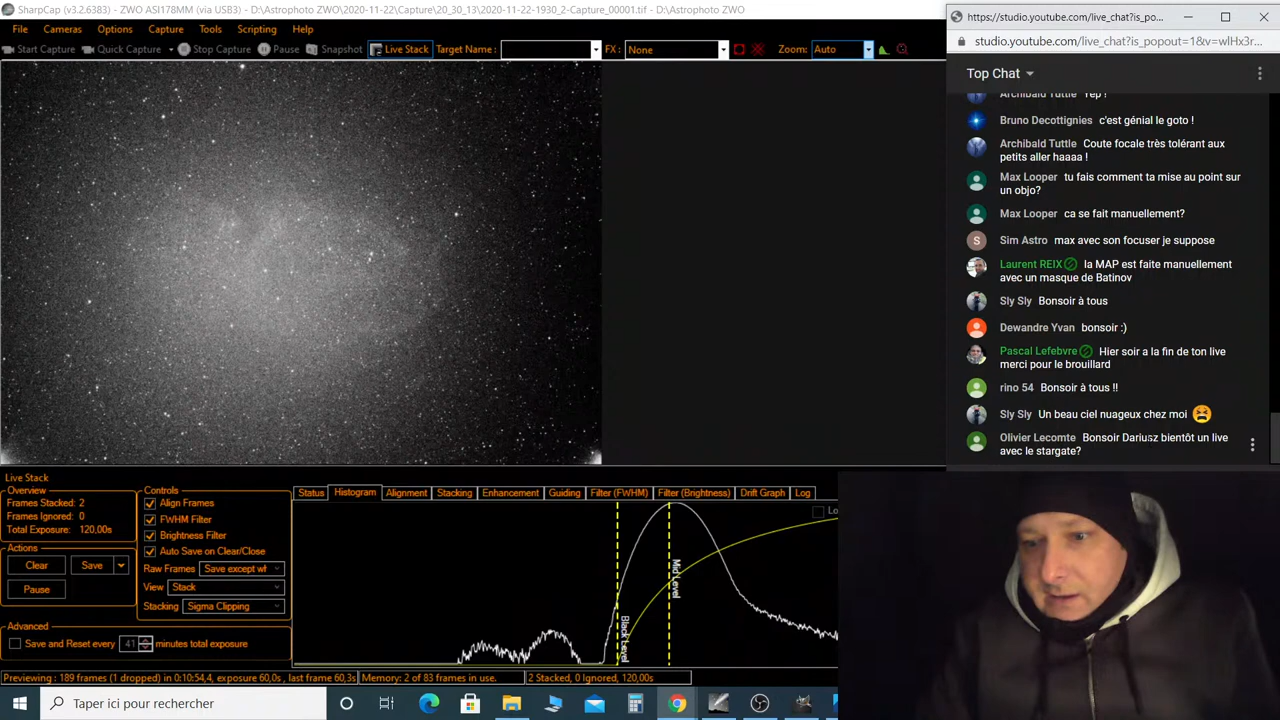 SharpCap (v3.2.6383) - ZWO ASI178MM (via USB3) - D:\Astrophoto ZWO\2020-11-22\Capture\20_30_13\2020-11-22-1930_2-Capture_00001.tif - D:\Astrophoto ZWO)
https://studio.youtube.com/live_chat?is_po...
File Cameras Options Capture Tools Scripting Help
Start Capture Quick Capture Stop Capture Pause Snapshot Live Stack Target Name : FX : None Zoom: Auto
studio.youtube.com/live_chat?is_popout=1&v=wlHx3r...
Top Chat
Archibald Tuttle Yep !
Bruno Decottignies c'est génial le goto !
Archibald Tuttle Coute focale très tolérant aux
petits aller haaaa !
Max Looper tu fais comment ta mise au point sur
un objo?
Max Looper ca se fait manuellement?
S Sim Astro max avec son focuser je suppose
Laurent REIX la MAP est faite manuellement
avec un masque de Batinov
Sly Sly Bonsoir à tous
Dewandre Yvan bonsoir :)
Pascal Lefebvre Hier soir a la fin de ton live
merci pour le brouillard
rino 54 Bonsoir à tous !!
Sly Sly Un beau ciel nuageux chez moi
Olivier Lecomte Bonsoir Dariusz bientôt un live
avec le stargate?
Live Stack
Overview
Frames Stacked: 2
Frames Ignored: 0
Total Exposure: 120,00s
Actions
Clear Save
Pause
Controls
Align Frames
FWHM Filter
Brightness Filter
Auto Save on Clear/Close
Raw Frames Save except wl
View Stack
Stacking Sigma Clipping
Advanced
Save and Reset every 41 minutes total exposure
Status Histogram Alignment Stacking Enhancement Guiding Filter (FWHM) Filter (Brightness) Drift Graph Log
Lo
Mid Level
Black Level
Previewing : 189 frames (1 dropped) in 0:10:54,4, exposure 60,0s , last frame 60,3s Memory: 2 of 83 frames in use. 2 Stacked, 0 Ignored, 120,00s
Taper ici pour rechercher